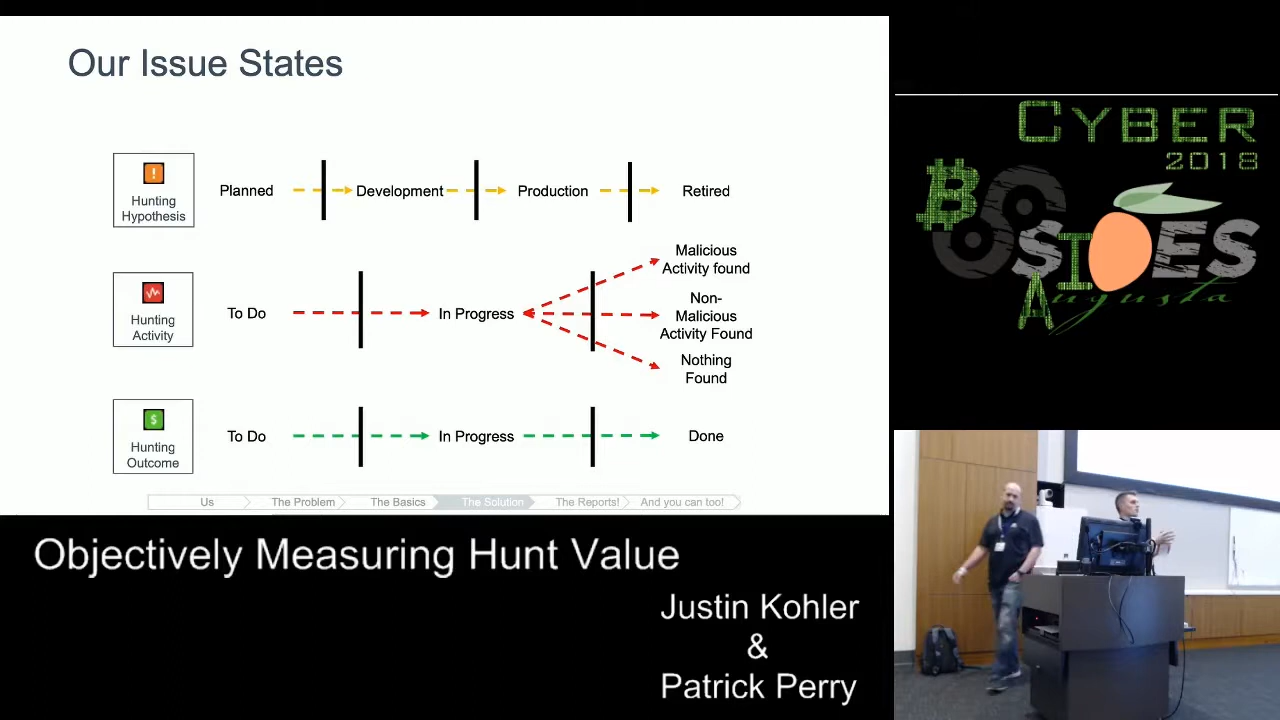 Our Issue States
Hunting
Hypothesis
Planned
Development
Production
Retired
Hunting
Activity
To Do
In Progress
Malicious
Activity found
Non-
Malicious
Activity Found
Nothing
Found
Hunting
Outcome
To Do
In Progress
Done
Us
The Problem
The Basics
The Solution
The Reports!
And you can too!
Objectively Measuring Hunt Value
Justin Kohler
&
Patrick Perry
Cyber
2018
BSIDES
Augusta